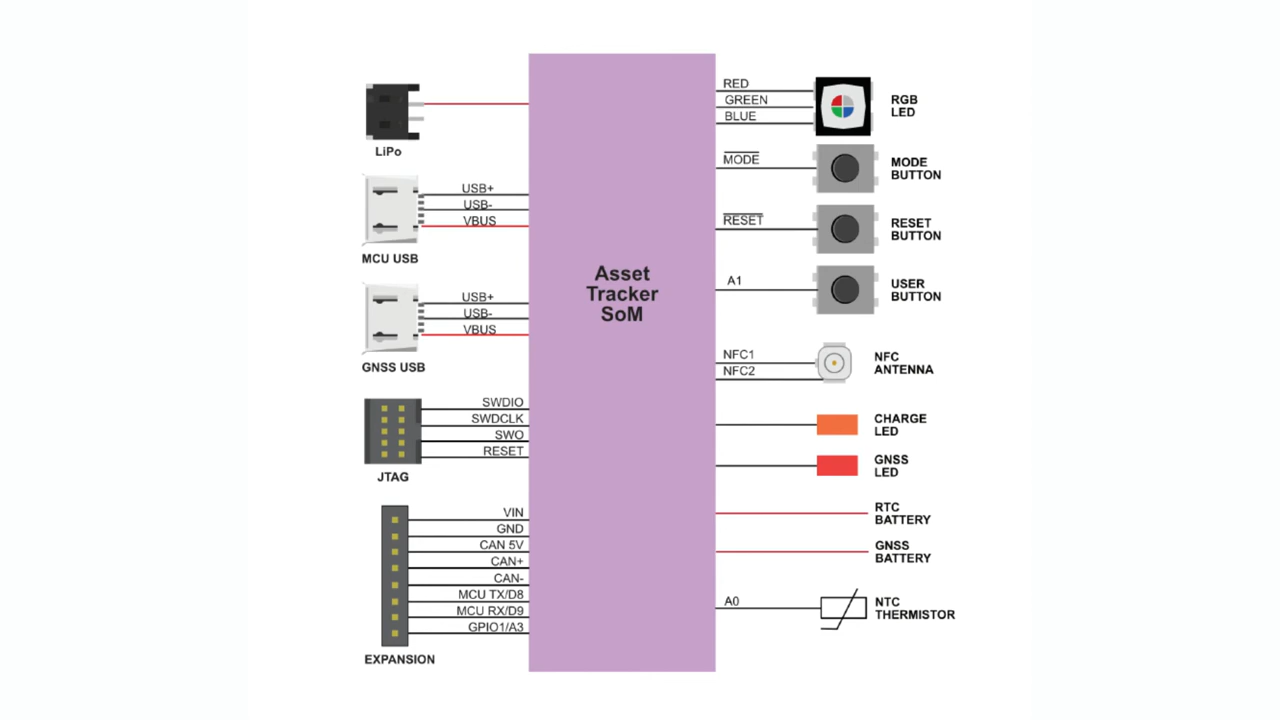 LiPo
USB+
USB-
VBUS
MCU USB
USB+
USB-
VBUS
GNSS USB
SWDIO
SWDCLK
SWO
RESET
JTAG
VIN
GND
CAN 5V
CAN+
CAN-
MCU TX/D8
MCU RX/D9
GPIO1/A3
EXPANSION
Asset
Tracker
SoM
RED
GREEN
BLUE
RGB
LED
MODE
MODE
BUTTON
RESET
RESET
BUTTON
A1
USER
BUTTON
NFC1
NFC2
NFC
ANTENNA
CHARGE
LED
GNSS
LED
RTC
BATTERY
GNSS
BATTERY
A0
NTC
THERMISTOR